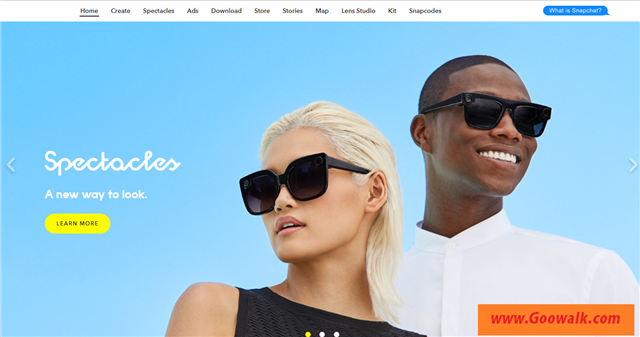 Home Create Spectacles Ads Download Store Stories Map Lens Studio Kit Snapcodes What is Snapchat?
Spectacles
A new way to look.
LEARN MORE
www.Goowalk.com